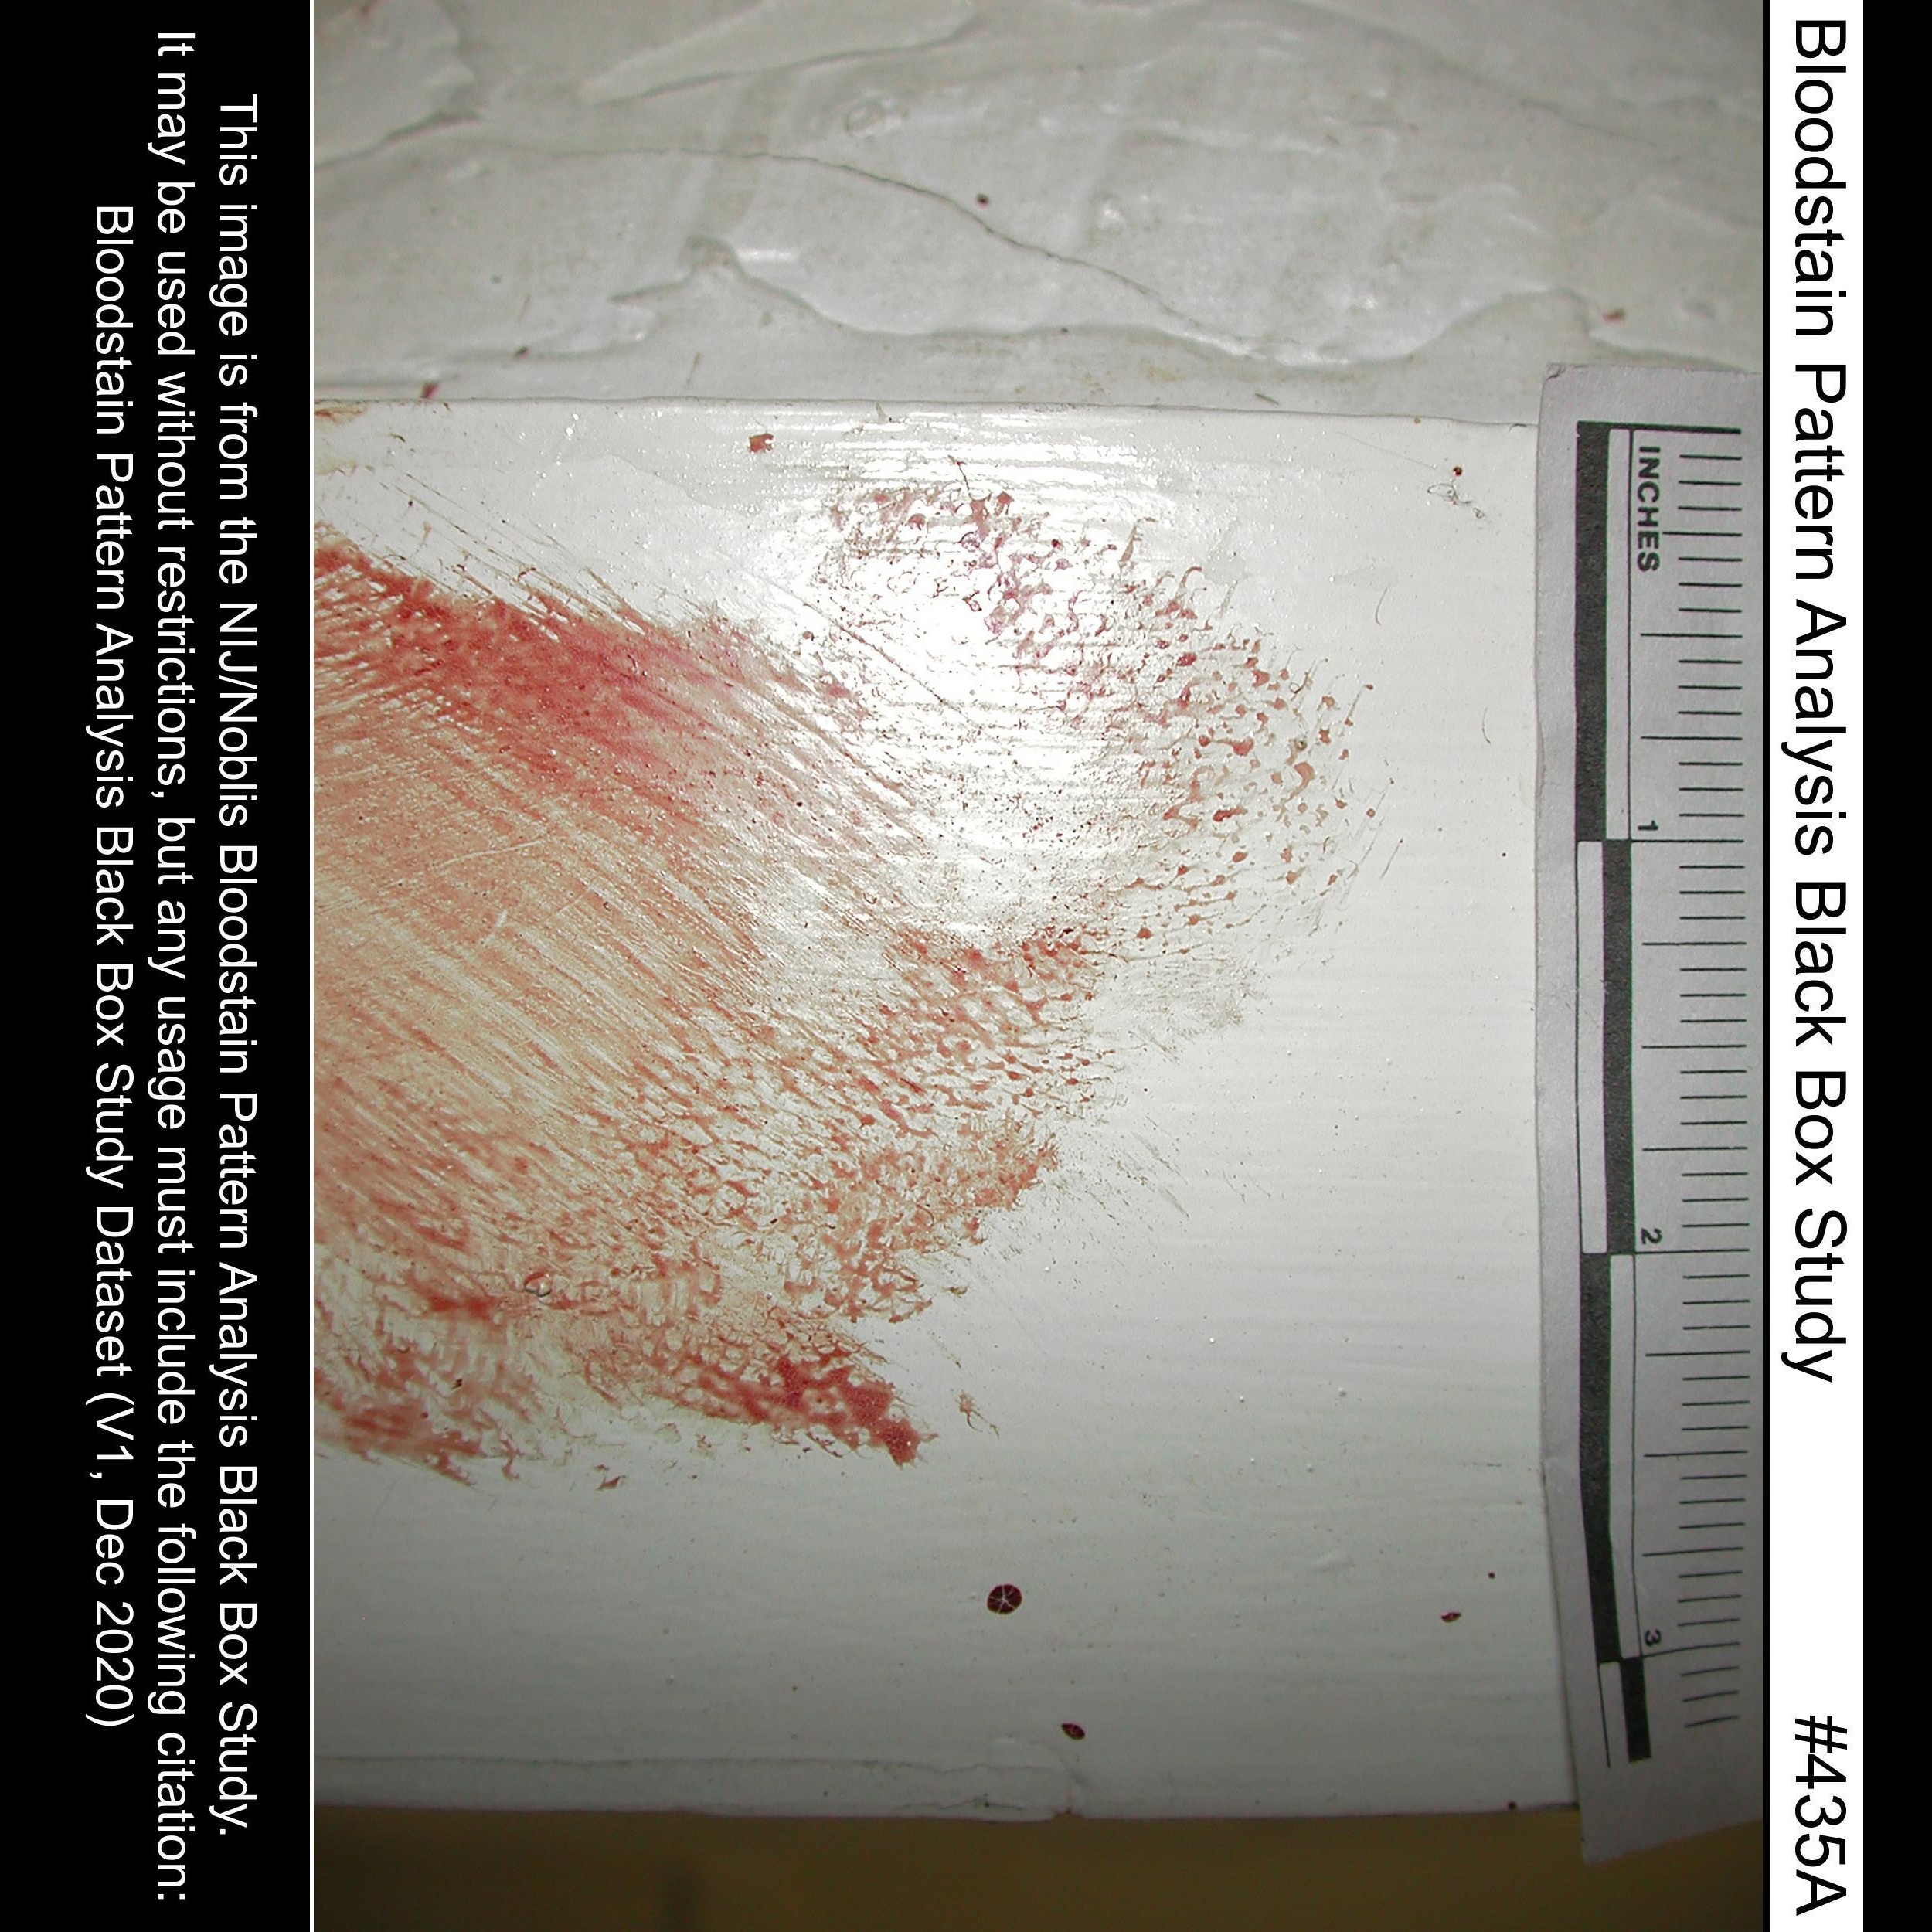 Bloodstain Pattern Analysis Black Box Study #435A
INCHES
1
2
3
This image is from the NIJ/Noblis Bloodstain Pattern Analysis Black Box Study.
It may be used without restrictions, but any usage must include the following citation:
Bloodstain Pattern Analysis Black Box Study Dataset (V1, Dec 2020)